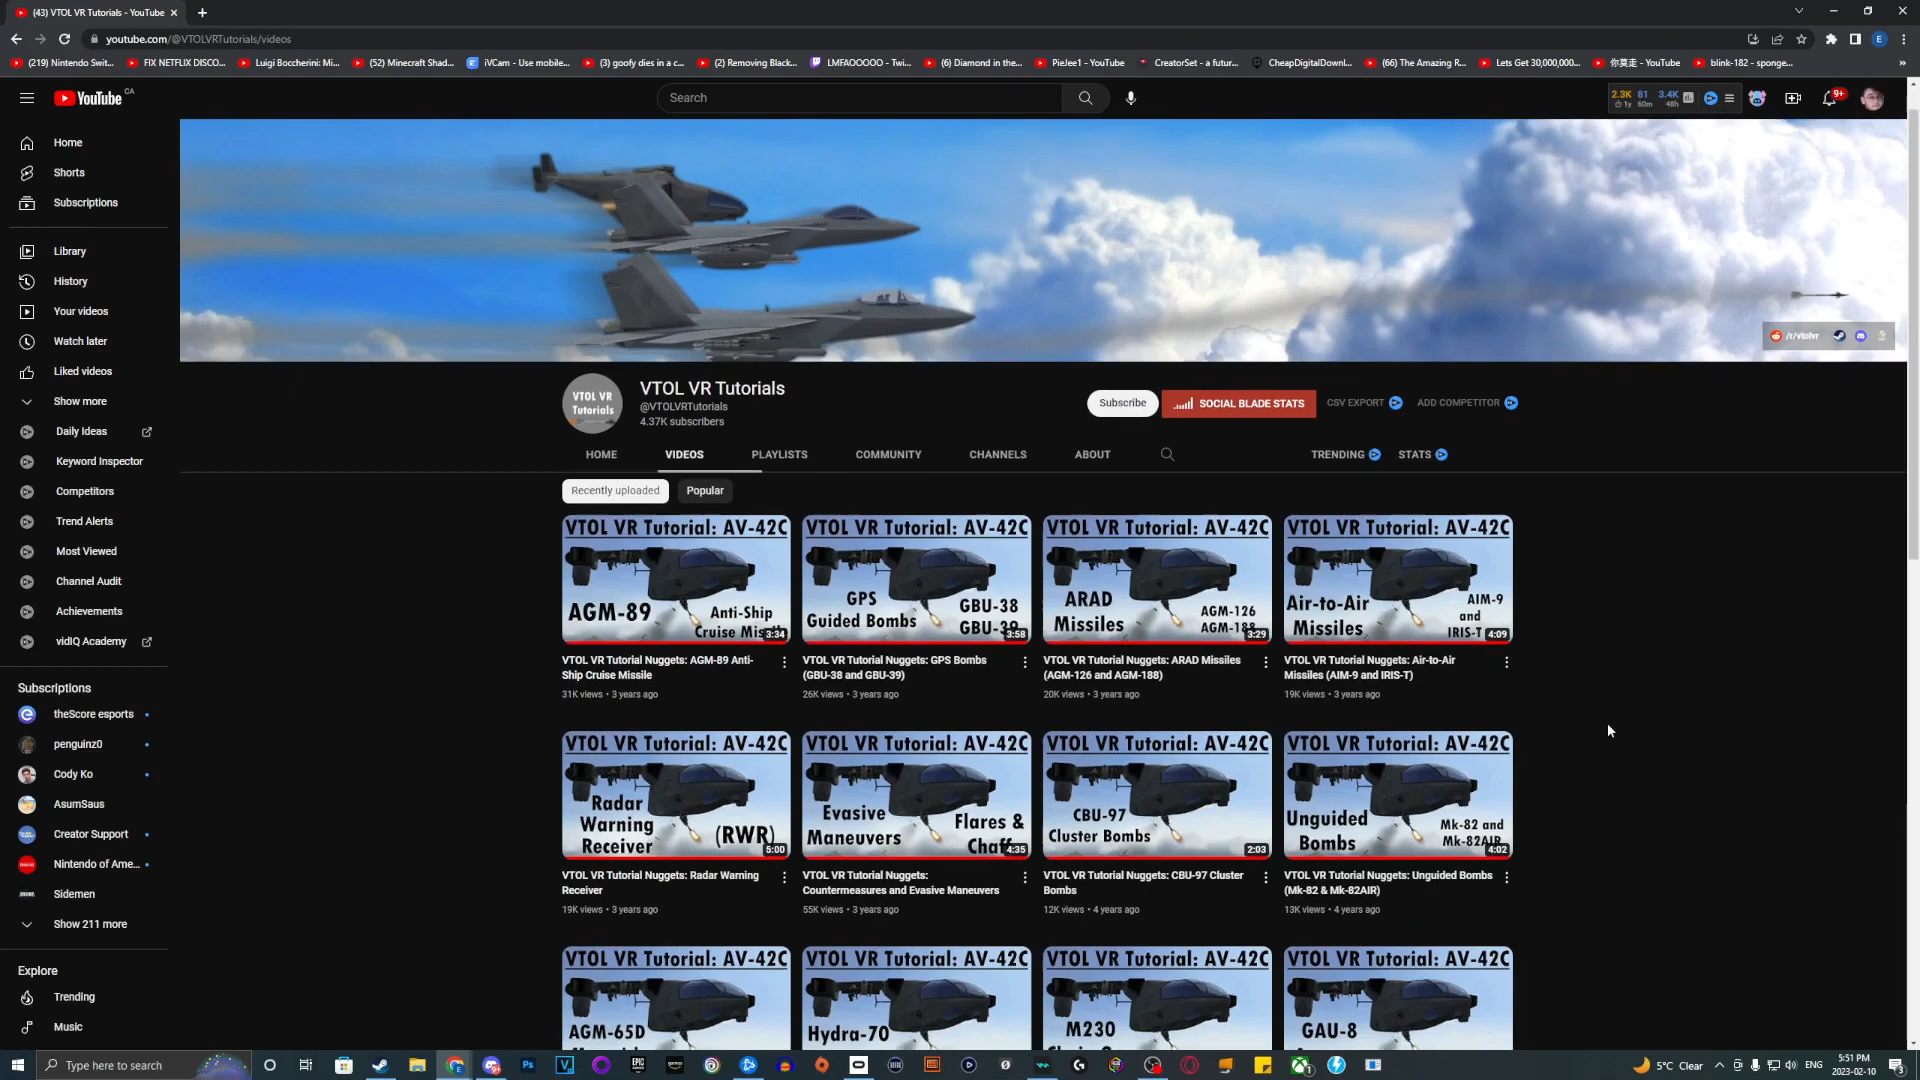 (43) VTOL VR Tutorials - YouTube
youtube.com/@VTOLVRTutorials/videos
(219) Nintendo Swit...
FIX NETFLIX DISCO...
Luigi Boccherini: Mi...
(52) Minecraft Shad...
iVCam - Use mobile...
(3) goofy dies in a c...
(2) Removing Black...
LMFAOOOOO - Twi...
(6) Diamond in the...
PieJee1 - YouTube
CreatorSet - a futur...
CheapDigitalDownl...
(66) The Amazing R...
Lets Get 30,000,000...
你莫走 - YouTube
blink-182 - sponge...
YouTube CA
Search
2.3K 81 3.4K
1y 60m 48h
9+
Home
Shorts
Subscriptions
Library
History
Your videos
Watch later
Liked videos
Show more
Daily Ideas
Keyword Inspector
Competitors
Trend Alerts
Most Viewed
Channel Audit
Achievements
vidIQ Academy
Subscriptions
theScore esports
penguinz0
Cody Ko
AsumSaus
Creator Support
Nintendo of Ame...
Sidemen
Show 211 more
Explore
Trending
Music
/r/vtolvr
VTOL VR
Tutorials
VTOL VR Tutorials
@VTOLVRTutorials
4.37K subscribers
Subscribe
SOCIAL BLADE STATS
CSV EXPORT
ADD COMPETITOR
HOME
VIDEOS
PLAYLISTS
COMMUNITY
CHANNELS
ABOUT
TRENDING
STATS
Recently uploaded
Popular
VTOL VR Tutorial: AV-42C
AGM-89
Anti-Ship
Cruise
3:34
VTOL VR Tutorial Nuggets: AGM-89 Anti-
Ship Cruise Missile
31K views • 3 years ago
VTOL VR Tutorial: AV-42C
GPS
Guided Bombs
GBU-38
GBU-39
3:58
VTOL VR Tutorial Nuggets: GPS Bombs
(GBU-38 and GBU-39)
26K views • 3 years ago
VTOL VR Tutorial: AV-42C
ARAD
Missiles
AGM-126
AGM-188
3:29
VTOL VR Tutorial Nuggets: ARAD Missiles
(AGM-126 and AGM-188)
20K views • 3 years ago
VTOL VR Tutorial: AV-42C
Air-to-Air
Missiles
AIM-9
and
IRIS-T
4:09
VTOL VR Tutorial Nuggets: Air-to-Air
Missiles (AIM-9 and IRIS-T)
19K views • 3 years ago
VTOL VR Tutorial: AV-42C
Radar
Warning
Receiver
(RWR)
5:00
VTOL VR Tutorial Nuggets: Radar Warning
Receiver
19K views • 3 years ago
VTOL VR Tutorial: AV-42C
Evasive
Maneuvers
Flares &
Chaff
4:35
VTOL VR Tutorial Nuggets:
Countermeasures and Evasive Maneuvers
55K views • 3 years ago
VTOL VR Tutorial: AV-42C
CBU-97
Cluster Bombs
2:03
VTOL VR Tutorial Nuggets: CBU-97 Cluster
Bombs
12K views • 4 years ago
VTOL VR Tutorial: AV-42C
Unguided
Bombs
Mk-82 and
Mk-82AIR
4:02
VTOL VR Tutorial Nuggets: Unguided Bombs
(Mk-82 & Mk-82AIR)
13K views • 4 years ago
VTOL VR Tutorial: AV-42C
AGM-65D
VTOL VR Tutorial: AV-42C
Hydra-70
VTOL VR Tutorial: AV-42C
M230
VTOL VR Tutorial: AV-42C
GAU-8
Type here to search
5°C Clear
ENG
5:51 PM
2023-02-10